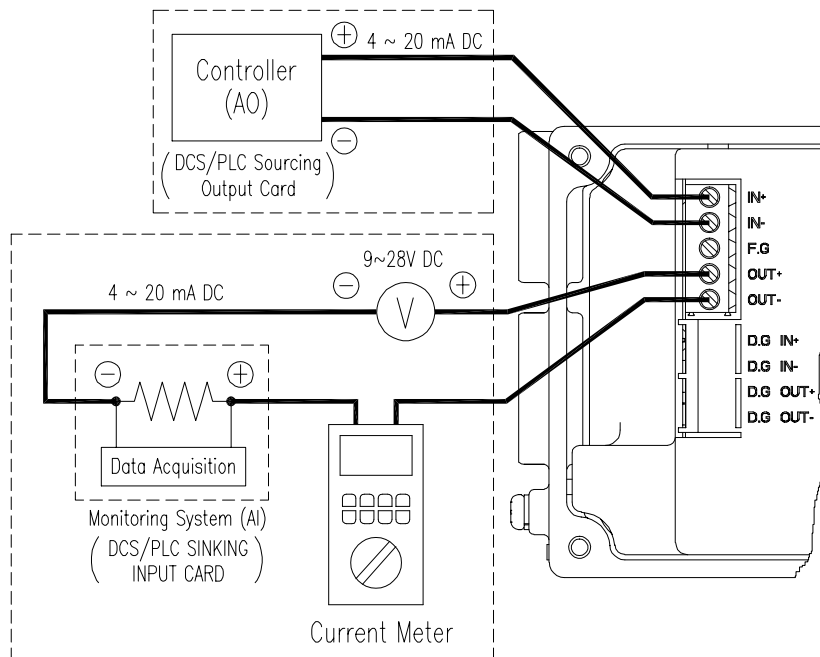 + 4 ~ 20 mA DC
Controller
(AO)
−
( DCS/PLC Sourcing
Output Card )
IN+
IN-
F.G
OUT+
OUT-
D.G IN+
D.G IN-
D.G OUT+
D.G OUT-
9~28V DC
− +
4 ~ 20 mA DC
V
− +
Data Acquisition
Monitoring System (AI)
( DCS/PLC SINKING
INPUT CARD )
Current Meter